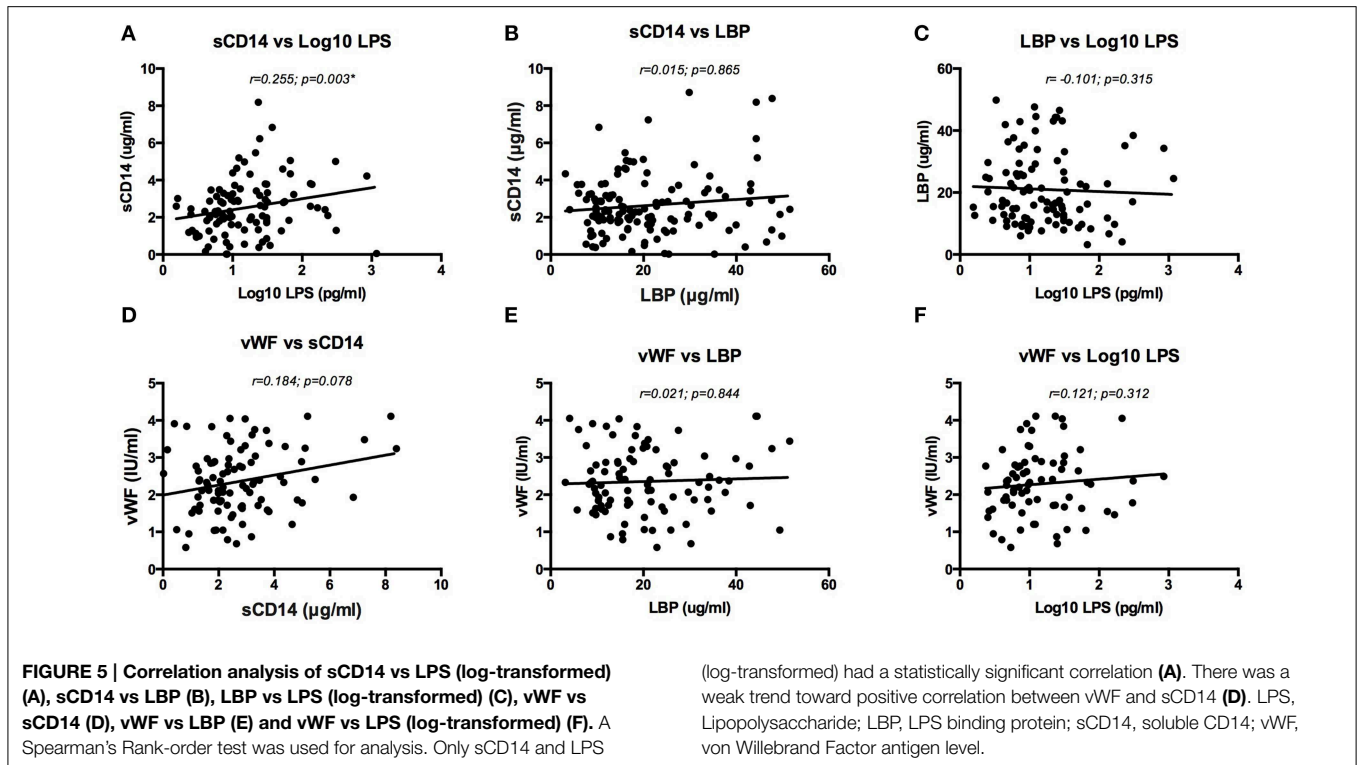 A
sCD14 vs Log10 LPS
r=0.255; p=0.003*
10
8
6
4
2
0
sCD14 (ug/ml)
0 1 2 3 4
Log10 LPS (pg/ml)
B
sCD14 vs LBP
r=0.015; p=0.865
10
8
6
4
2
0
sCD14 (µg/ml)
0 20 40 60
LBP (µg/ml)
C
LBP vs Log10 LPS
r= -0.101; p=0.315
60
40
20
0
LBP (ug/ml)
0 1 2 3 4
Log10 LPS (pg/ml)
D
vWF vs sCD14
r=0.184; p=0.078
5
4
3
2
1
0
vWF (IU/ml)
0 2 4 6 8 10
sCD14 (µg/ml)
E
vWF vs LBP
r=0.021; p=0.844
5
4
3
2
1
0
vWF (IU/ml)
0 20 40 60
LBP (ug/ml)
F
vWF vs Log10 LPS
r=0.121; p=0.312
5
4
3
2
1
0
vWF (IU/ml)
0 1 2 3 4
Log10 LPS (pg/ml)
FIGURE 5 | Correlation analysis of sCD14 vs LPS (log-transformed)
(A), sCD14 vs LBP (B), LBP vs LPS (log-transformed) (C), vWF vs
sCD14 (D), vWF vs LBP (E) and vWF vs LPS (log-transformed) (F). A
Spearman's Rank-order test was used for analysis. Only sCD14 and LPS
(log-transformed) had a statistically significant correlation (A). There was a
weak trend toward positive correlation between vWF and sCD14 (D). LPS,
Lipopolysaccharide; LBP, LPS binding protein; sCD14, soluble CD14; vWF,
von Willebrand Factor antigen level.